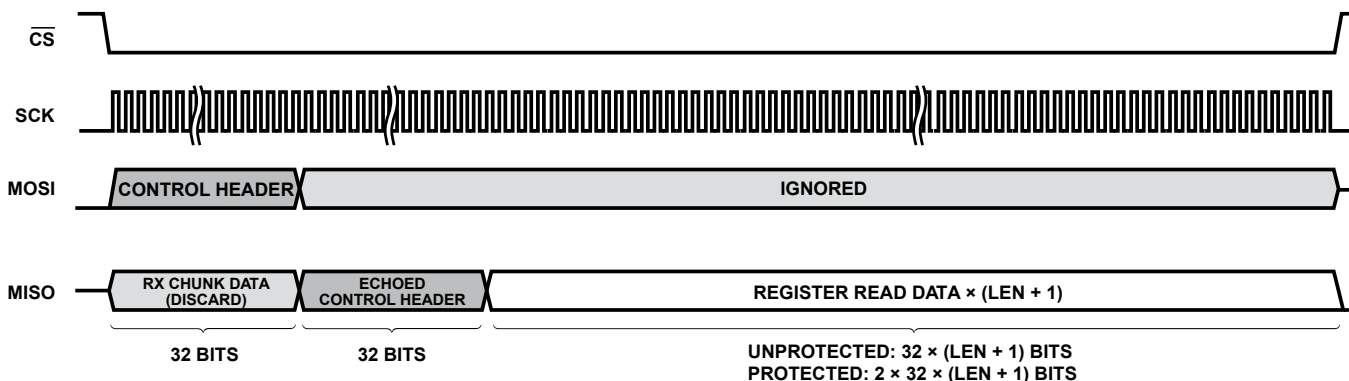 CS
SCK
MOSI
CONTROL HEADER
IGNORED
MISO
RX CHUNK DATA
(DISCARD)
ECHOED
CONTROL HEADER
REGISTER READ DATA × (LEN + 1)
32 BITS
32 BITS
UNPROTECTED: 32 × (LEN + 1) BITS
PROTECTED: 2 × 32 × (LEN + 1) BITS